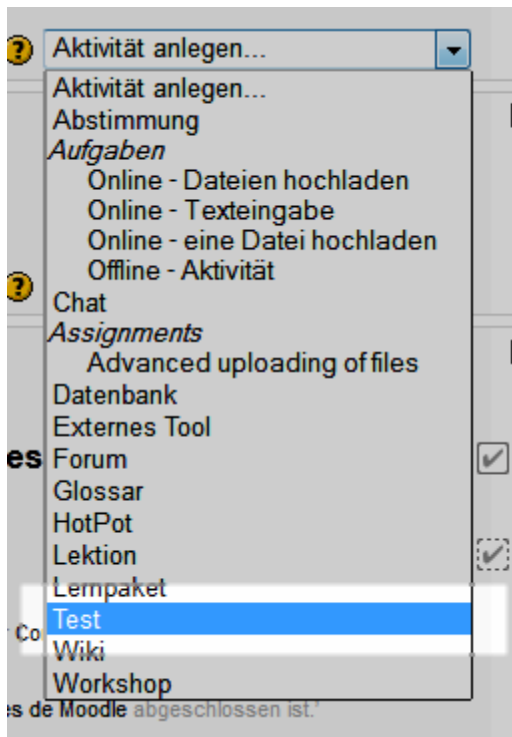 Aktivität anlegen...
Aktivität anlegen...
Abstimmung
Aufgaben
Online - Dateien hochladen
Online - Texteingabe
Online - eine Datei hochladen
Offline - Aktivität
Chat
Assignments
Advanced uploading of files
Datenbank
Externes Tool
es Forum
Glossar
HotPot
Lektion
Lernpaket
Test
Co
Wiki
Workshop
es de Moodle abgeschlossen ist.'